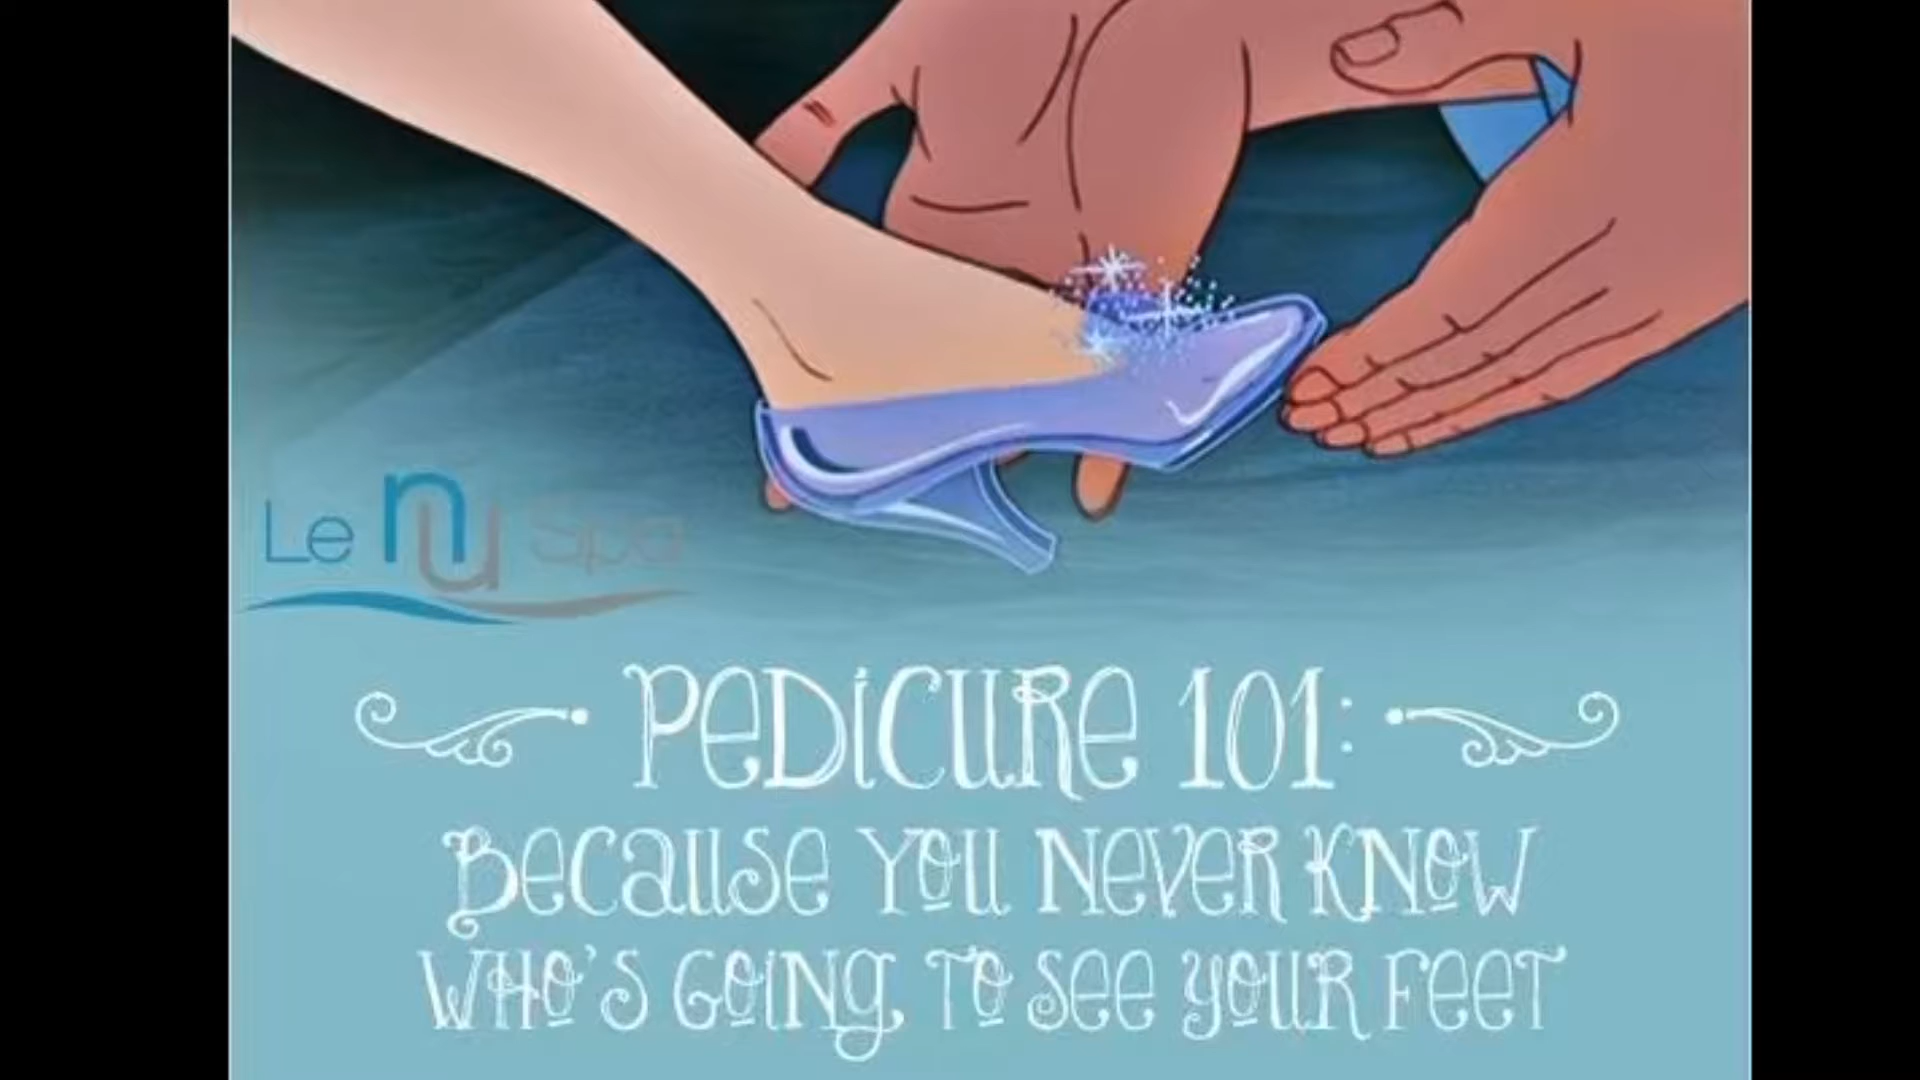 Le nu Spa
PEDICURE 101:
BECAUSE YOU NEVER KNOW
WHO'S GOING TO SEE YOUR FEET